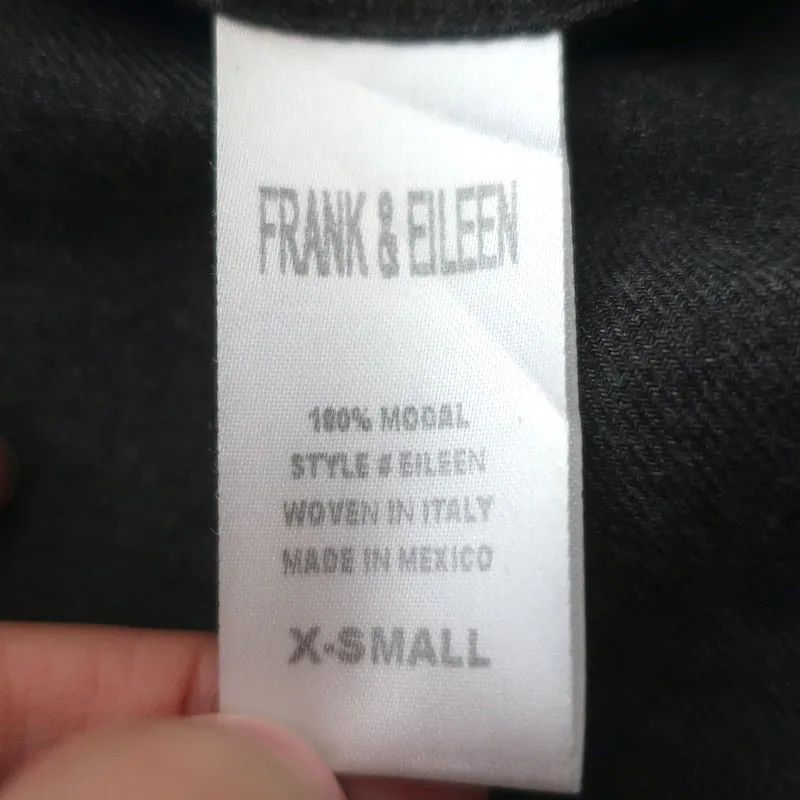 FRANK & EILEEN
100% MODAL
STYLE # EILEEN
WOVEN IN ITALY
MADE IN MEXICO
X-SMALL